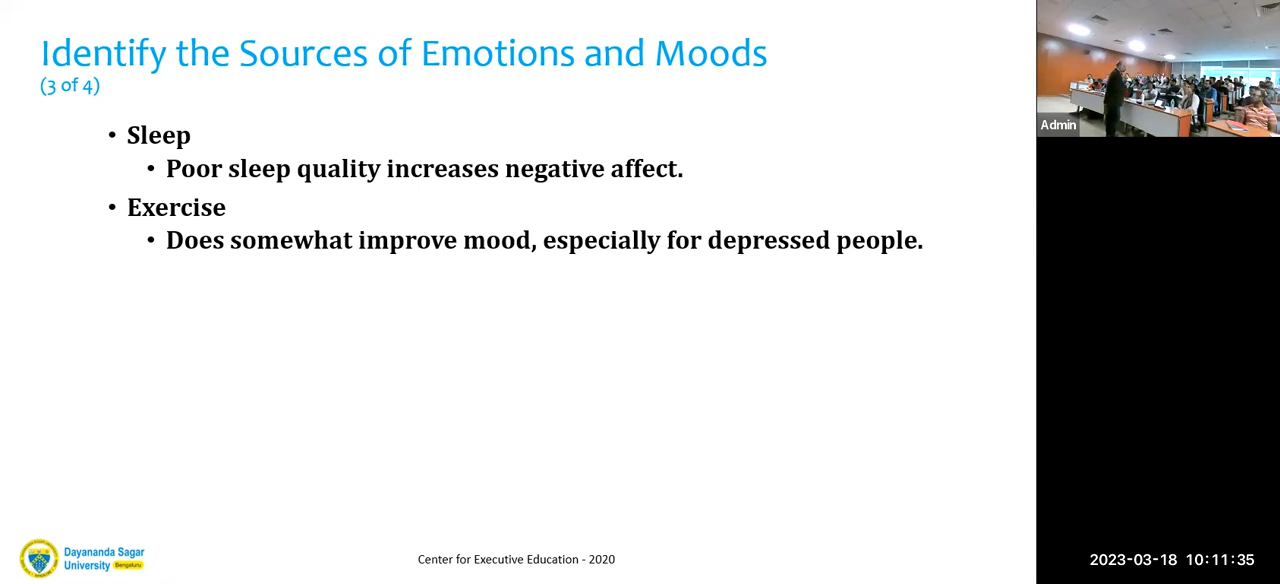 Identify the Sources of Emotions and Moods
(3 of 4)
• Sleep
• Poor sleep quality increases negative affect.
• Exercise
• Does somewhat improve mood, especially for depressed people.
Dayananda Sagar
University Bengaluru
Center for Executive Education - 2020
Admin
2023-03-18 10:11:35